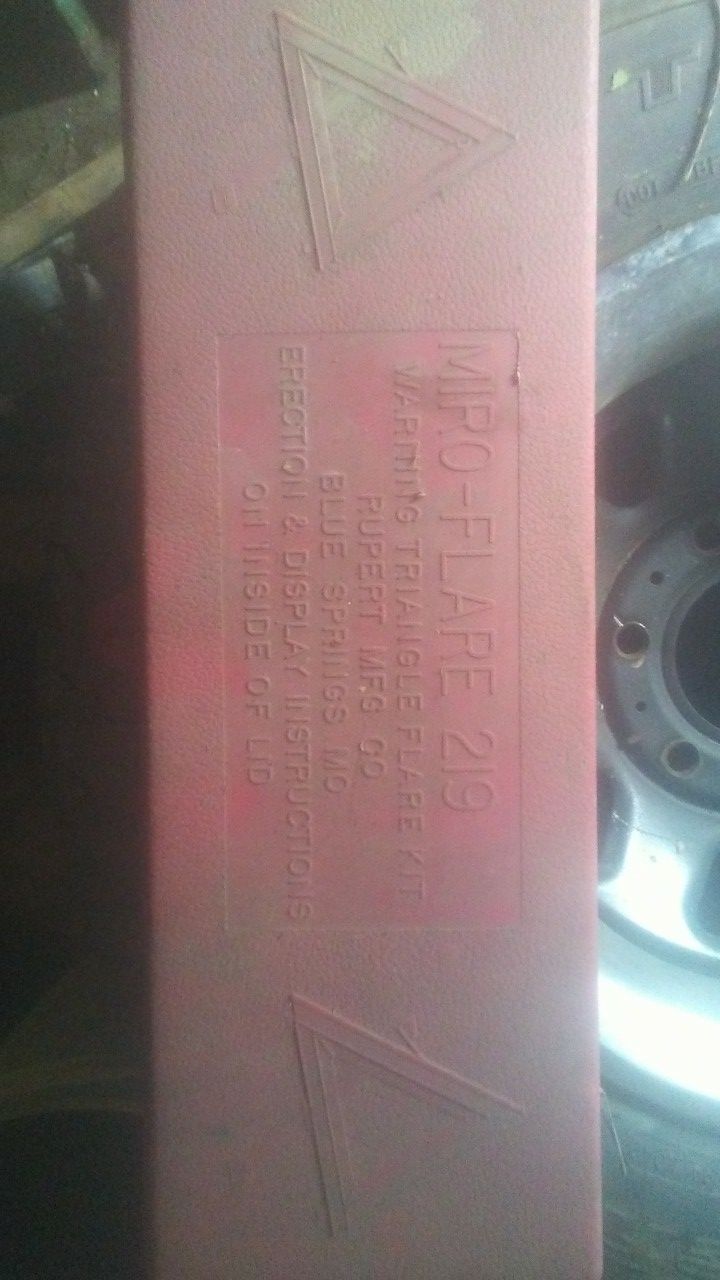 MIRO-FLARE 219
WARNING TRIANGLE FLARE KIT
RUPERT MFG CO
BLUE SPRINGS MO
ERECTION & DISPLAY INSTRUCTIONS
ON INSIDE OF LID